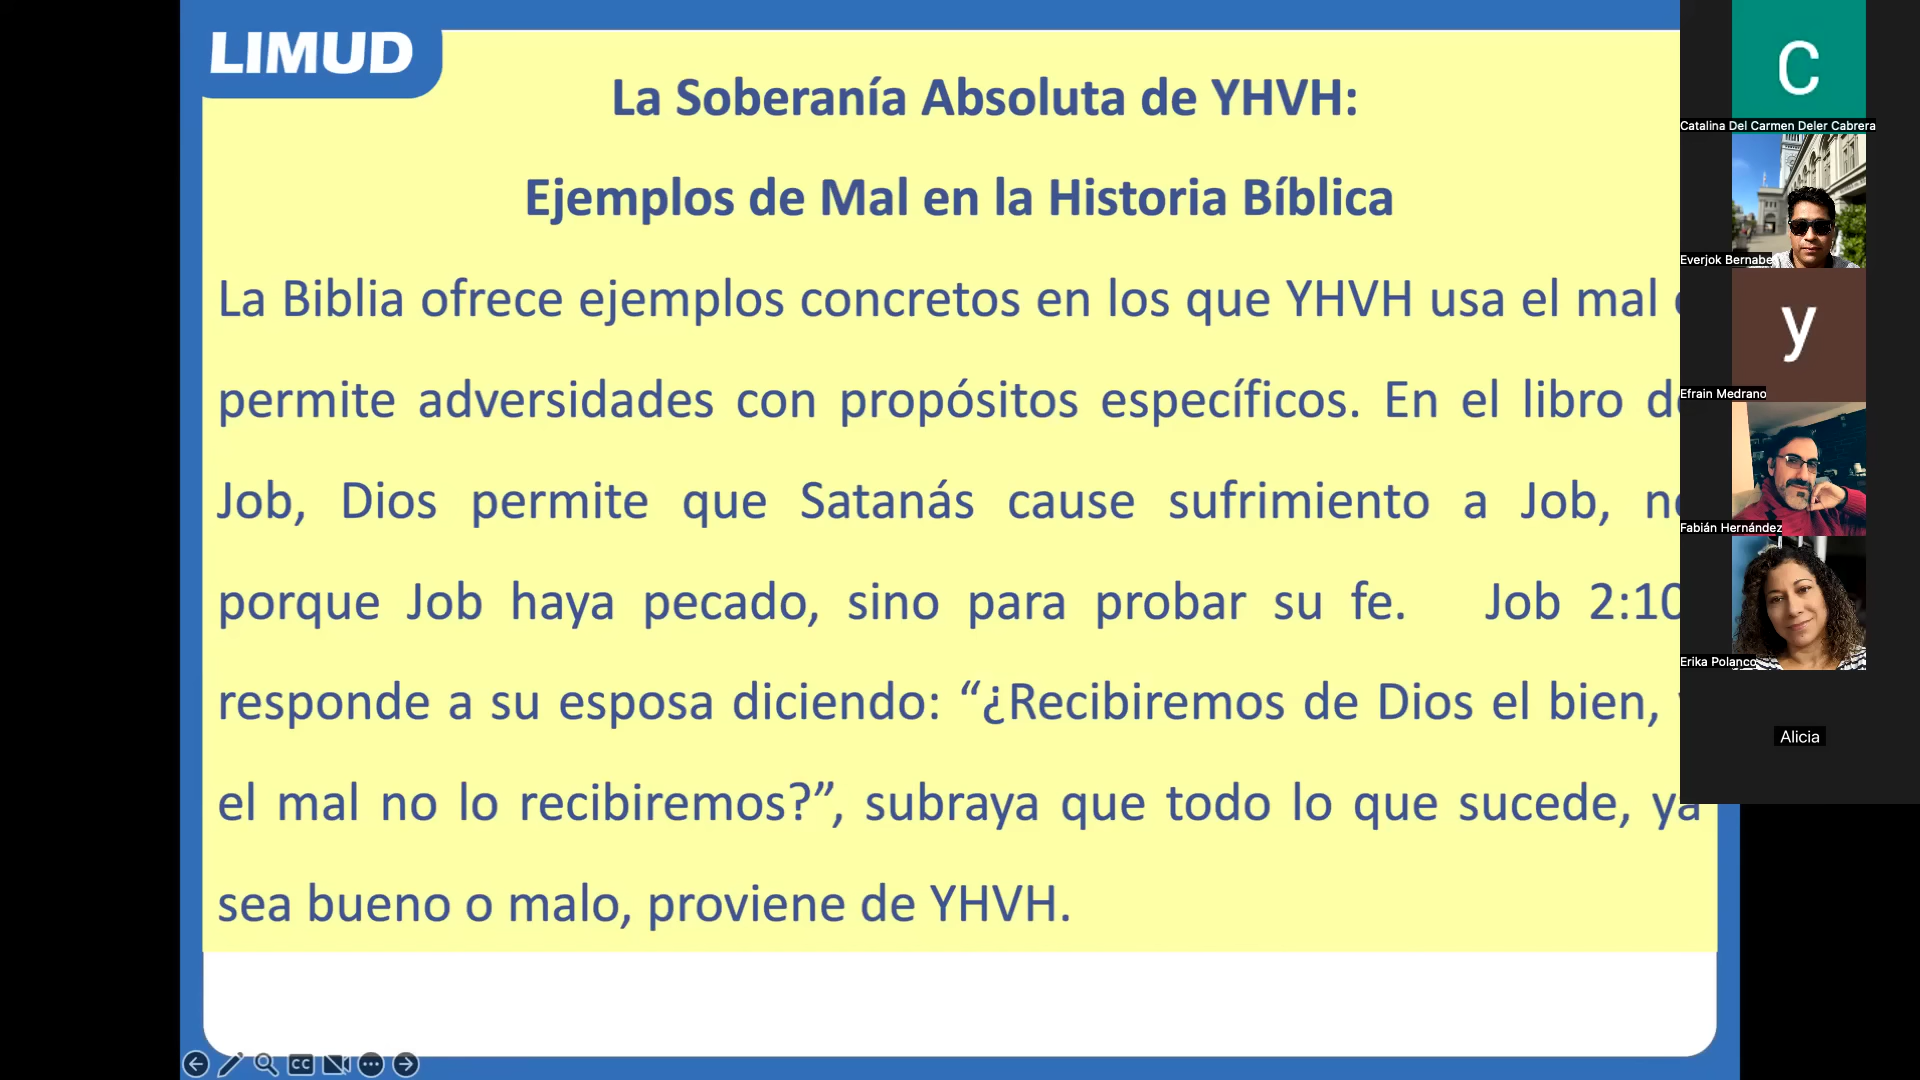 LIMUD
La Soberanía Absoluta de YHVH:
Ejemplos de Mal en la Historia Bíblica
La Biblia ofrece ejemplos concretos en los que YHVH usa el mal
permite adversidades con propósitos específicos. En el libro
Job, Dios permite que Satanás cause sufrimiento a Job,
porque Job haya pecado, sino para probar su fe. Job 2:10
responde a su esposa diciendo: “¿Recibiremos de Dios el bien,
el mal no lo recibiremos?”, subraya que todo lo que sucede, ya
sea bueno o malo, proviene de YHVH.
C
Catalina Del Carmen Deler Cabrera
Everjok Bernabe
y
Efrain Medrano
Fabián Hernández
Erika Polanco
Alicia
CC